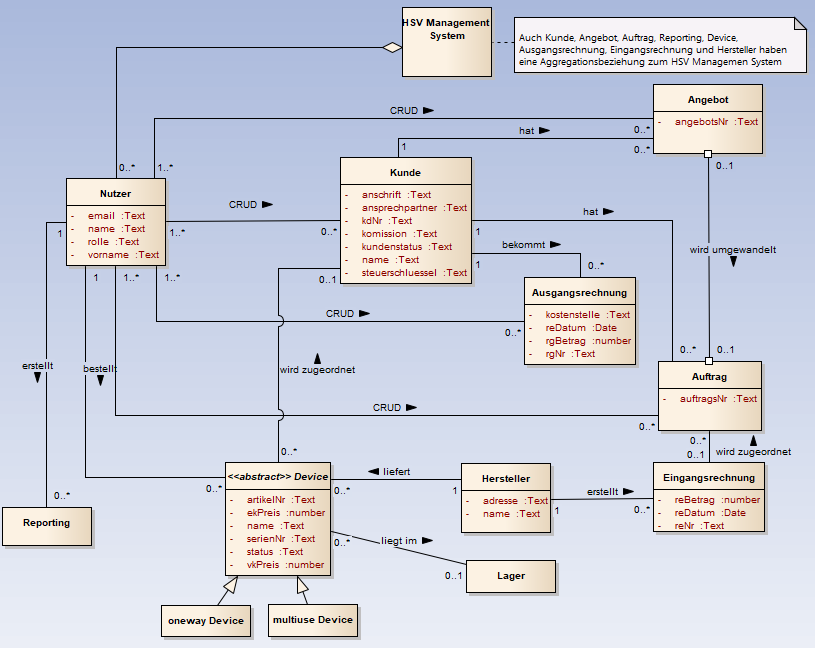 HSV Management
System
Auch Kunde, Angebot, Auftrag, Reporting, Device,
Ausgangsrechnung, Eingangsrechnung und Hersteller haben
eine Aggregationsbeziehung zum HSV Managemen System
Angebot
- angebotsNr :Text
CRUD
0..*
hat
0..*
1
0..1
0..*
1..*
Nutzer
- email :Text
- name :Text
- rolle :Text
- vorname :Text
Kunde
- anschrift :Text
- ansprechpartner :Text
- kdNr :Text
- komission :Text
- kundenstatus :Text
- name :Text
- steuerschluessel :Text
CRUD
1..*
0..*
hat
1
bekommt
1
0..*
wird umgewandelt
1
1
1..*
1..*
0..1
Ausgangsrechnung
- kostenstelle :Text
- reDatum :Date
- rgBetrag :number
- rgNr :Text
CRUD
0..*
0..*
0..1
erstellt
bestellt
wird zugeordnet
Auftrag
- auftragsNr :Text
CRUD
0..*
0..*
0..1
wird zugeordnet
0..*
<<abstract>> Device
- artikelNr :Text
- ekPreis :number
- name :Text
- serienNr :Text
- status :Text
- vkPreis :number
0..*
liefert
0..*
1
Hersteller
- adresse :Text
- name :Text
erstellt
1
0..*
Eingangsrechnung
- reBetrag :number
- reDatum :Date
- reNr :Text
0..*
Reporting
0..*
liegt im
0..1
Lager
oneway Device
multiuse Device